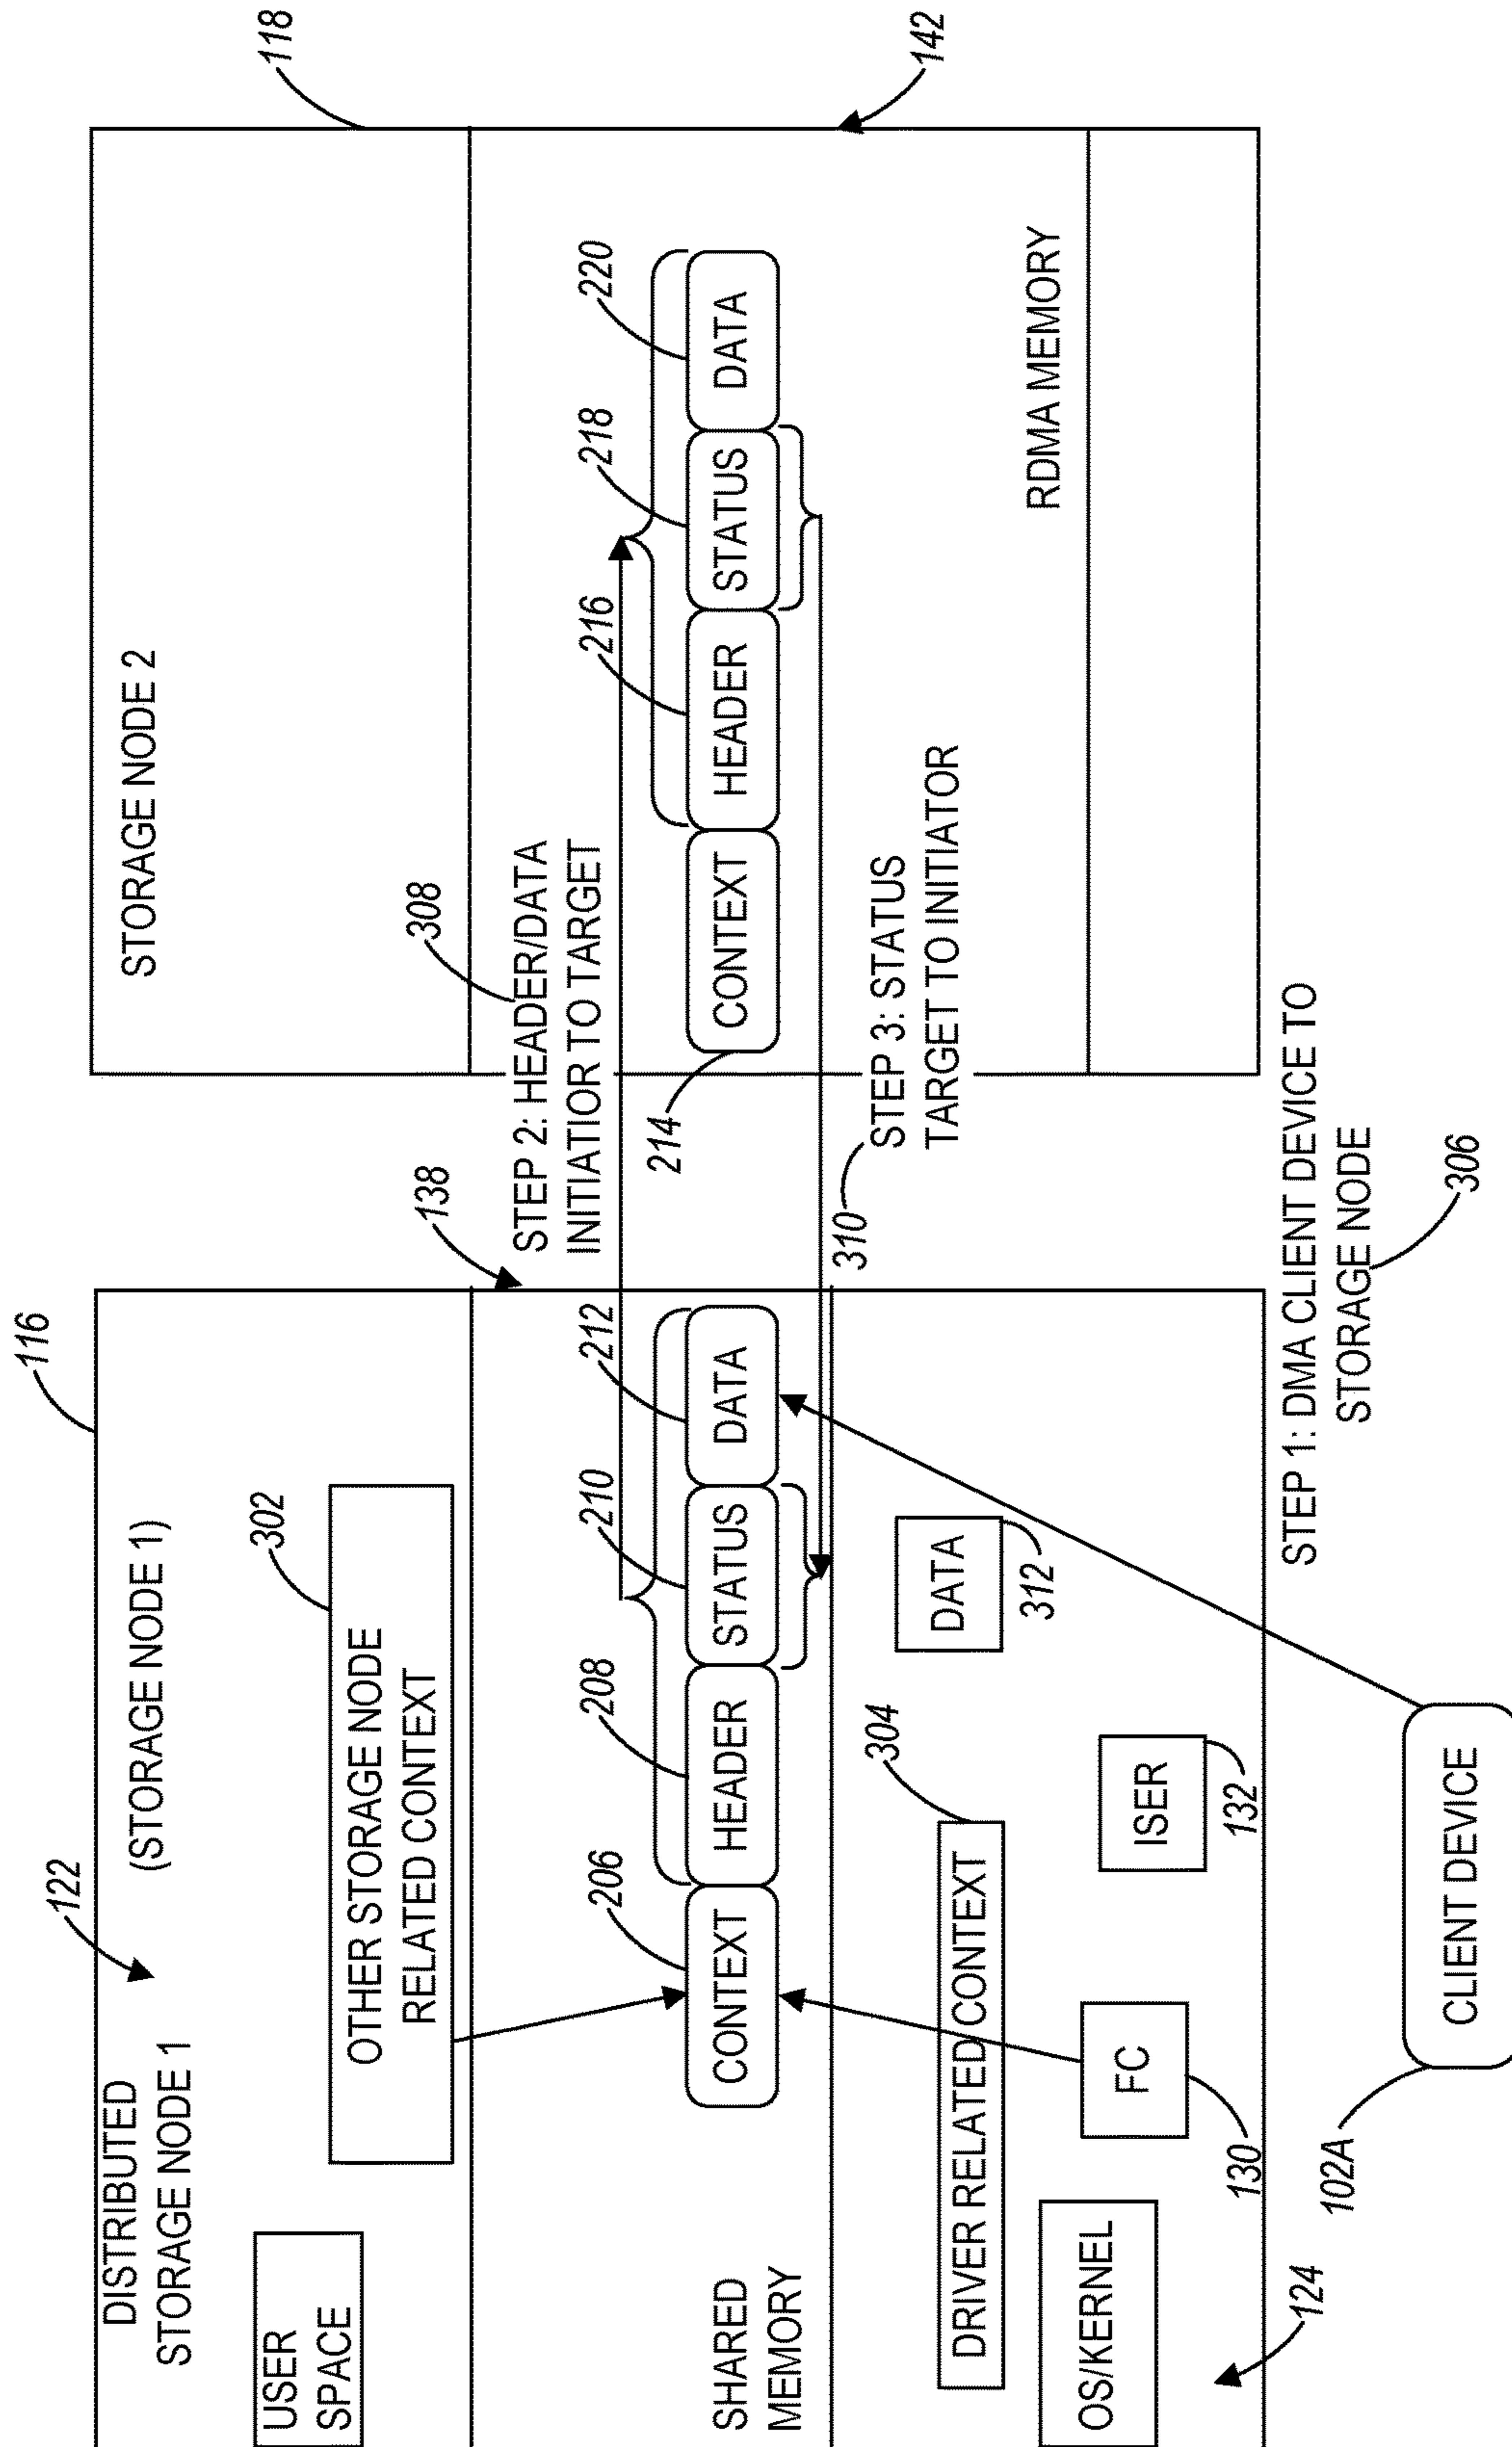 DISTRIBUTED
STORAGE NODE 1
122
(STORAGE NODE 1)
116
USER
SPACE
OTHER STORAGE NODE
RELATED CONTEXT
302
138
SHARED
MEMORY
206
208
210
212
CONTEXT
HEADER
STATUS
DATA
DRIVER RELATED CONTEXT
304
DATA
312
OS/KERNEL
124
FC
130
ISER
132
CLIENT DEVICE
102A
STEP 1: DMA CLIENT DEVICE TO
STORAGE NODE
306
STEP 2: HEADER/DATA
INITIATIOR TO TARGET
308
310
STEP 3: STATUS
TARGET TO INITIATOR
STORAGE NODE 2
118
214
216
218
220
CONTEXT
HEADER
STATUS
DATA
142
RDMA MEMORY